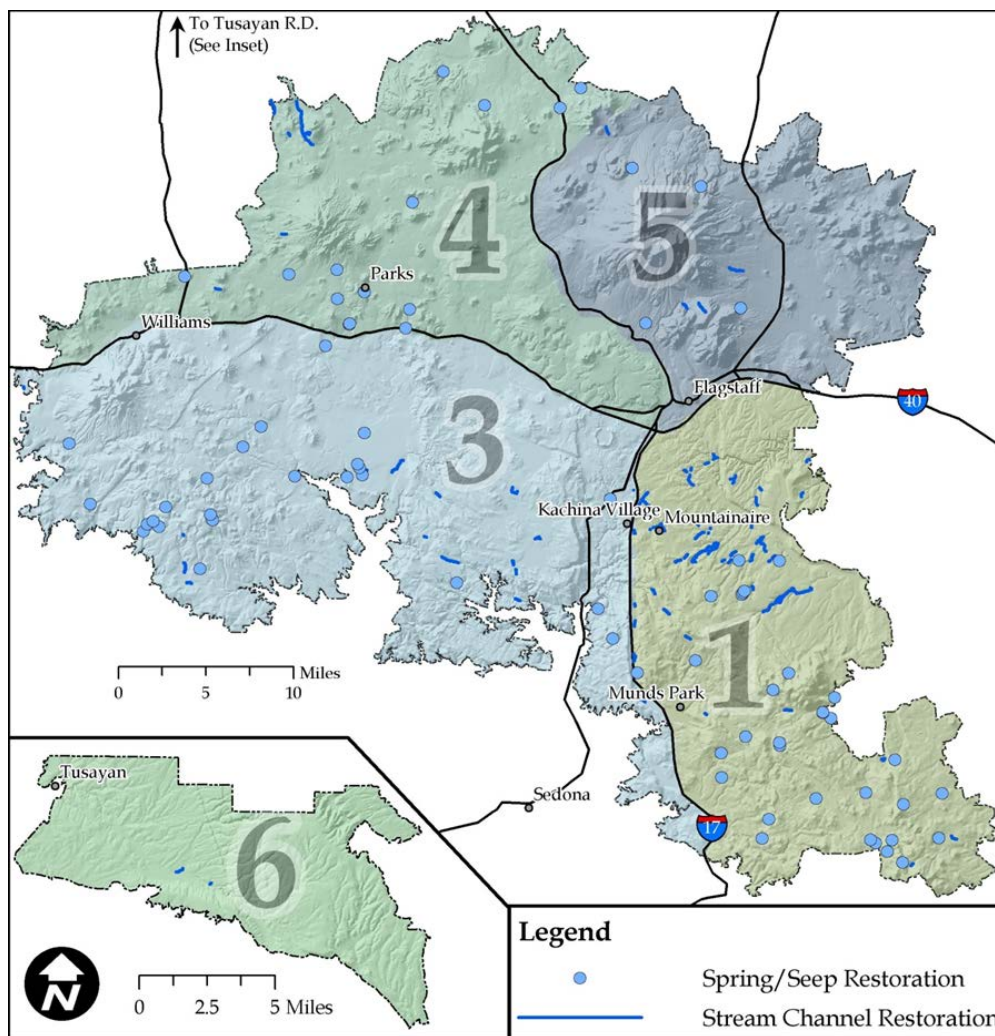 To Tusayan R.D.
(See Inset)
4
5
Parks
Williams
Flagstaff
40
3
Kachina Village
Mountainaire
1
0 5 10 Miles
Munds Park
Tusayan
Sedona
17
6
N
0 2.5 5 Miles
Legend
Spring/Seep Restoration
Stream Channel Restoration